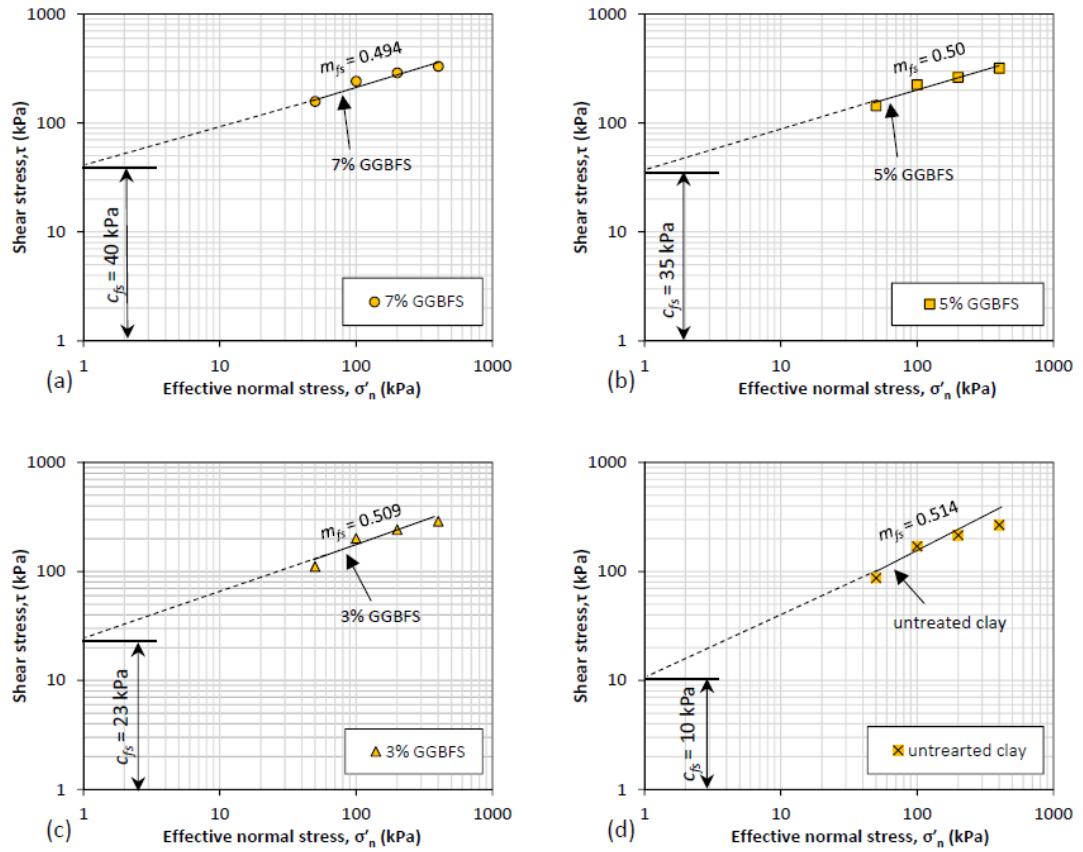 1000
100
10
1
Shear stress,τ (kPa)
m_fs = 0.494
7% GGBFS
c_fs = 40 kPa
7% GGBFS
1 10 100 1000
(a)
Effective normal stress, σ′n (kPa)
1000
100
10
1
Shear stress,τ (kPa)
m_fs = 0.50
5% GGBFS
c_fs = 35 kPa
5% GGBFS
1 10 100 1000
(b)
Effective normal stress, σ′n (kPa)
1000
100
10
1
Shear stress,τ (kPa)
m_fs = 0.509
3% GGBFS
c_fs = 23 kPa
3% GGBFS
1 10 100 1000
(c)
Effective normal stress, σ′n (kPa)
1000
100
10
1
Shear stress,τ (kPa)
m_fs = 0.514
untreated clay
c_fs = 10 kPa
untrearted clay
1 10 100 1000
(d)
Effective normal stress, σ′n (kPa)